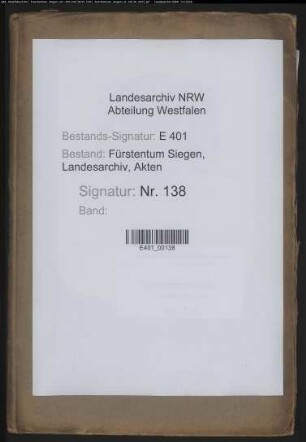 Landesarchiv NRW
Abteilung Westfalen
Bestands-Signatur: E 401
Bestand: Fürstentum Siegen,
Landesarchiv, Akten
Signatur: Nr. 138
Band:
E401_00138